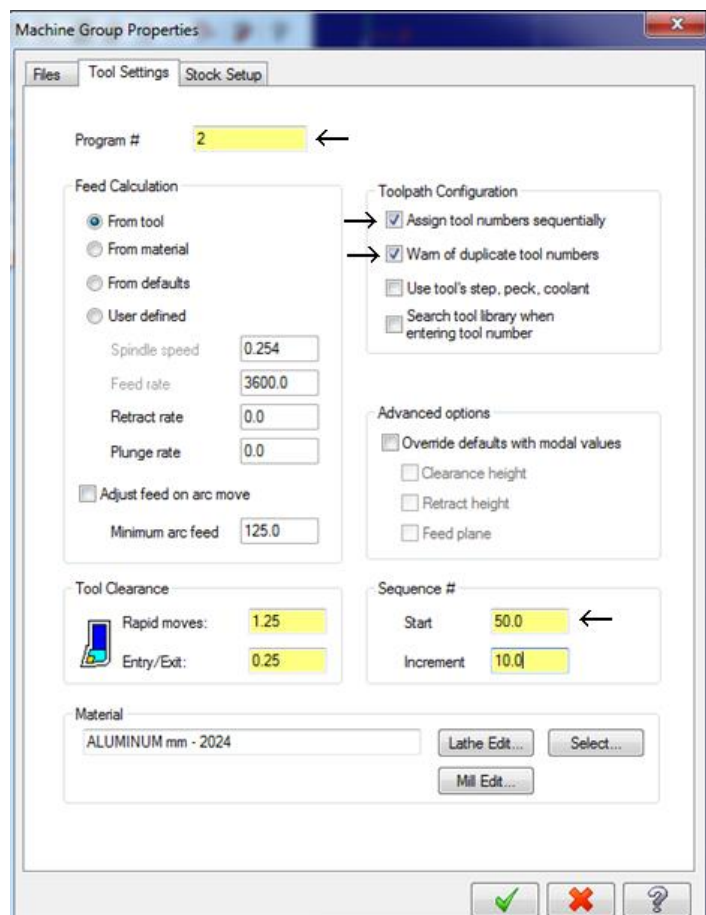 Machine Group Properties
Files Tool Settings Stock Setup
Program # 2
Feed Calculation
From tool
From material
From defaults
User defined
Spindle speed 0.254
Feed rate 3600.0
Retract rate 0.0
Plunge rate 0.0
Adjust feed on arc move
Minimum arc feed 125.0
Toolpath Configuration
Assign tool numbers sequentially
Warn of duplicate tool numbers
Use tool's step, peck, coolant
Search tool library when
entering tool number
Advanced options
Override defaults with modal values
Clearance height
Retract height
Feed plane
Tool Clearance
Rapid moves: 1.25
Entry/Exit: 0.25
Sequence #
Start 50.0
Increment 10.0
Material
ALUMINUM mm - 2024
Lathe Edit... Select...
Mill Edit...